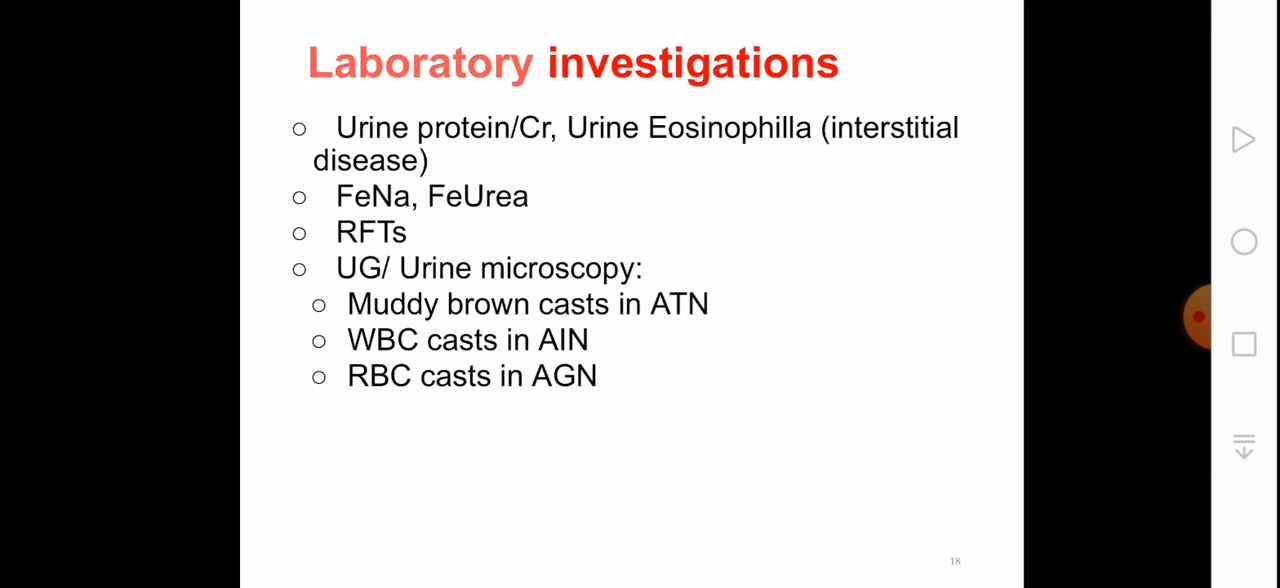 Laboratory investigations
○ Urine protein/Cr, Urine Eosinophilla (interstitial
disease)
○ FeNa, FeUrea
○ RFTs
○ UG/ Urine microscopy:
○ Muddy brown casts in ATN
○ WBC casts in AIN
○ RBC casts in AGN
18